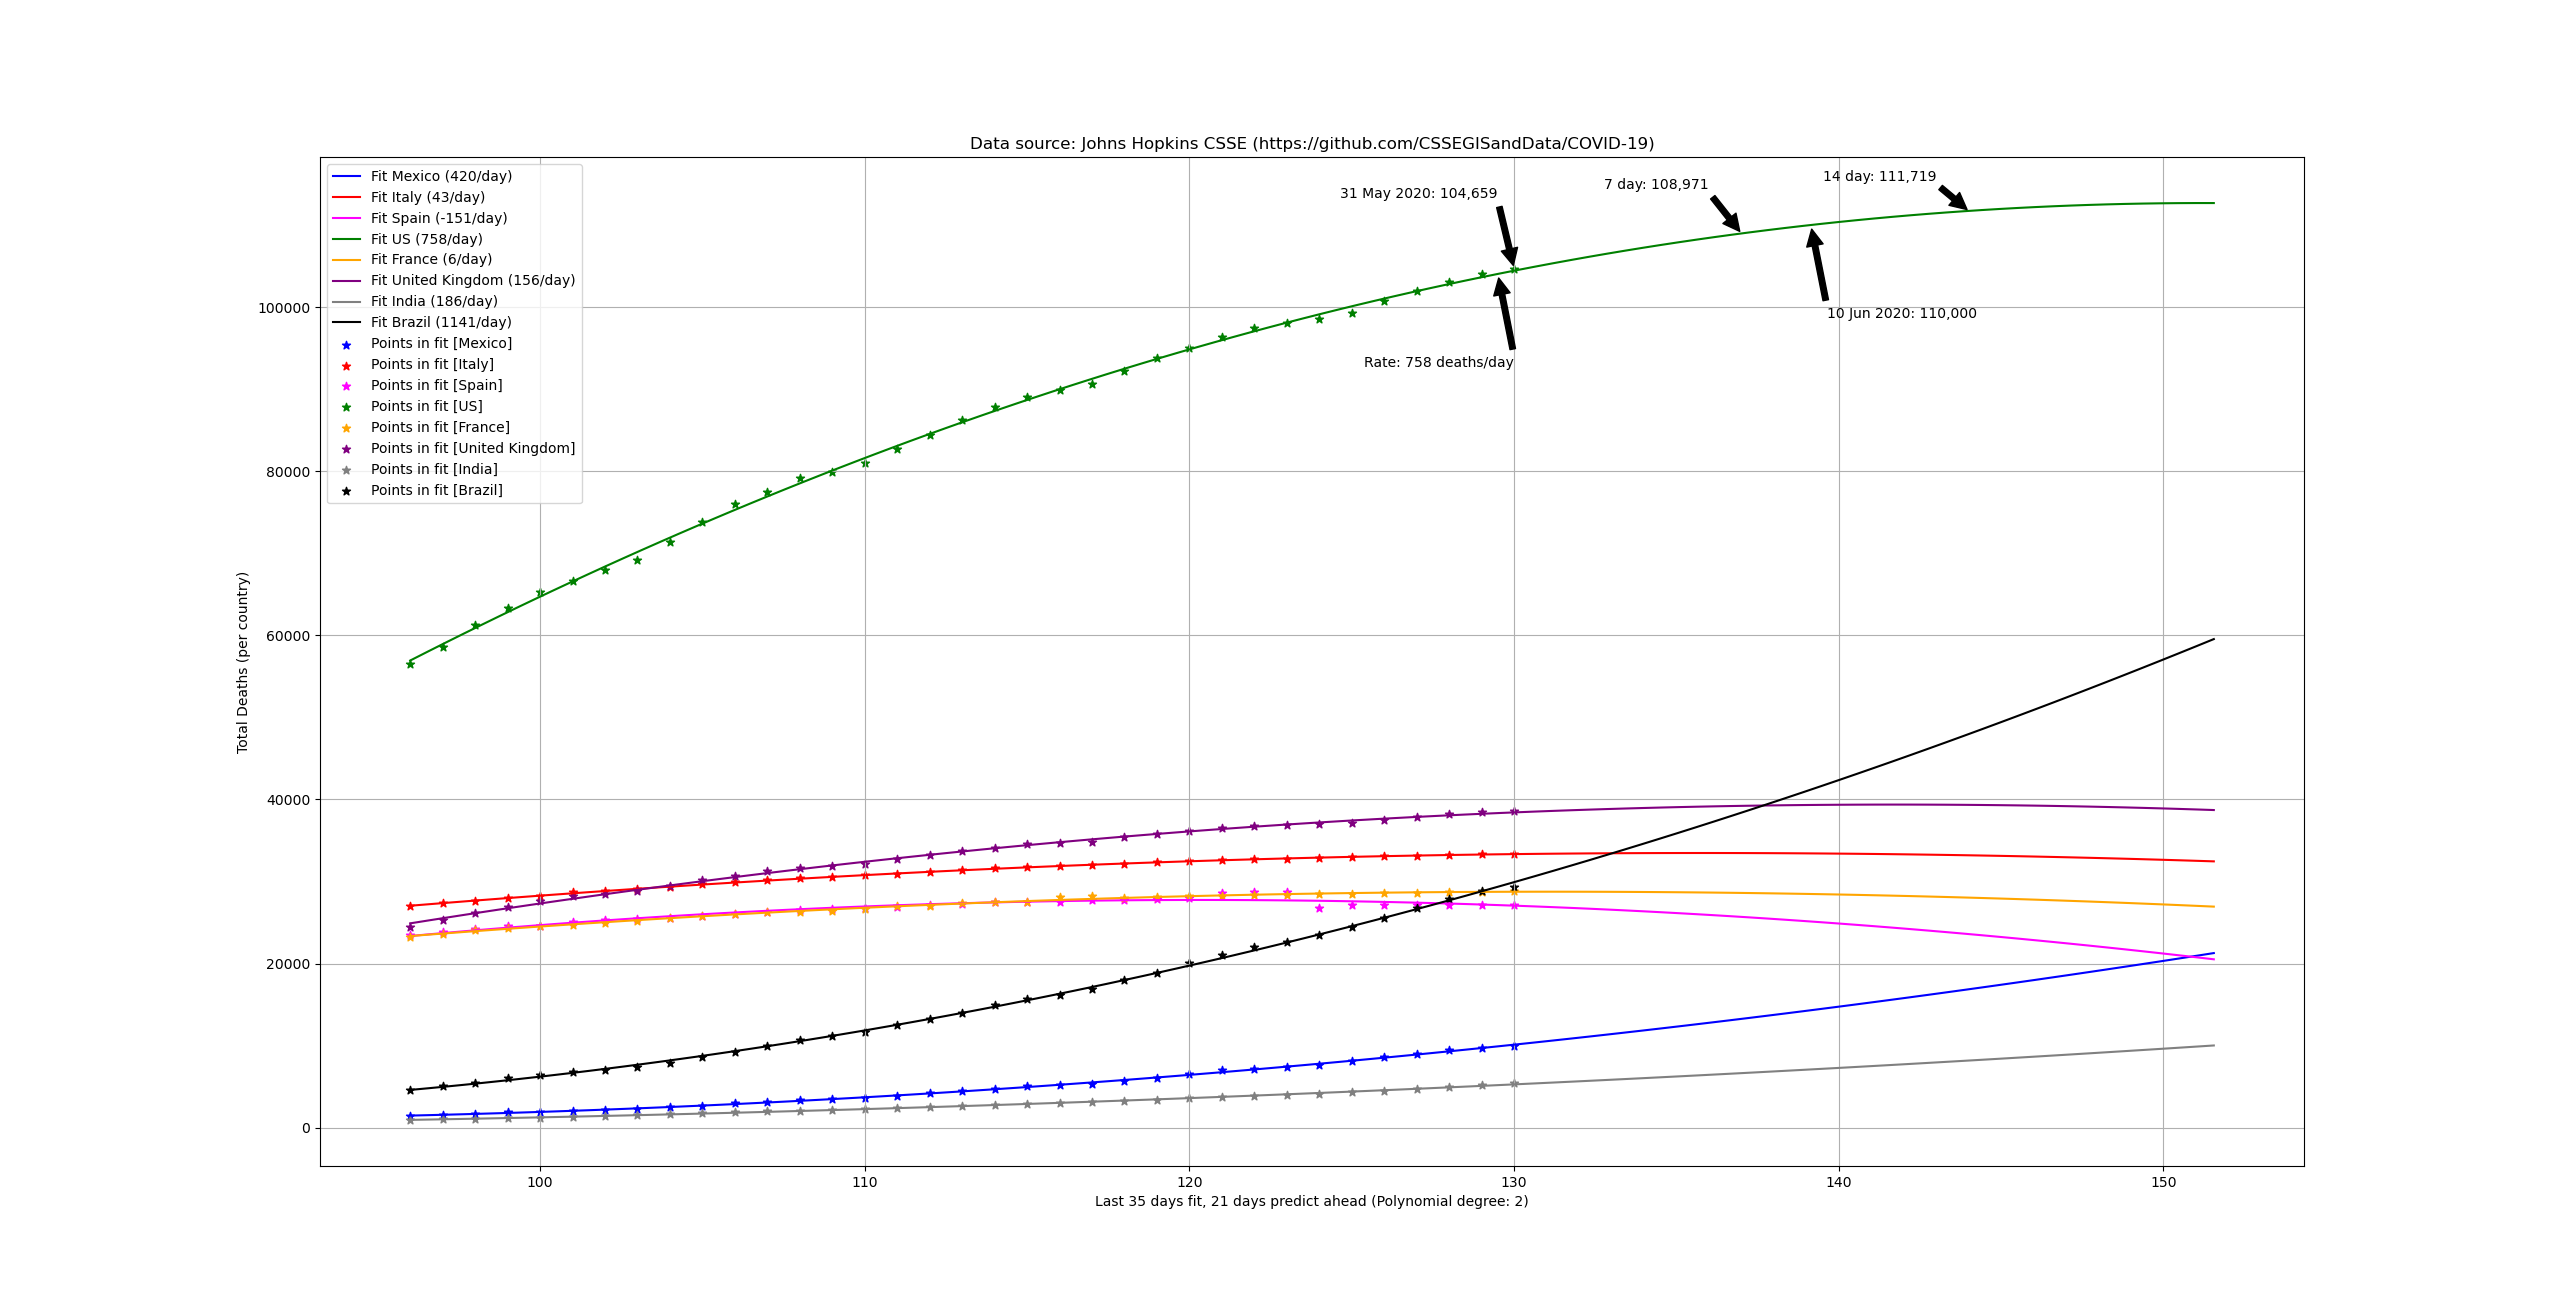 Data source: Johns Hopkins CSSE (https://github.com/CSSEGISandData/COVID-19)
Fit Mexico (420/day)
Fit Italy (43/day)
Fit Spain (-151/day)
Fit US (758/day)
Fit France (6/day)
Fit United Kingdom (156/day)
Fit India (186/day)
Fit Brazil (1141/day)
Points in fit [Mexico]
Points in fit [Italy]
Points in fit [Spain]
Points in fit [US]
Points in fit [France]
Points in fit [United Kingdom]
Points in fit [India]
Points in fit [Brazil]
31 May 2020: 104,659
7 day: 108,971
14 day: 111,719
10 Jun 2020: 110,000
Rate: 758 deaths/day
Total Deaths (per country)
100000
80000
60000
40000
20000
0
100 110 120 130 140 150
Last 35 days fit, 21 days predict ahead (Polynomial degree: 2)